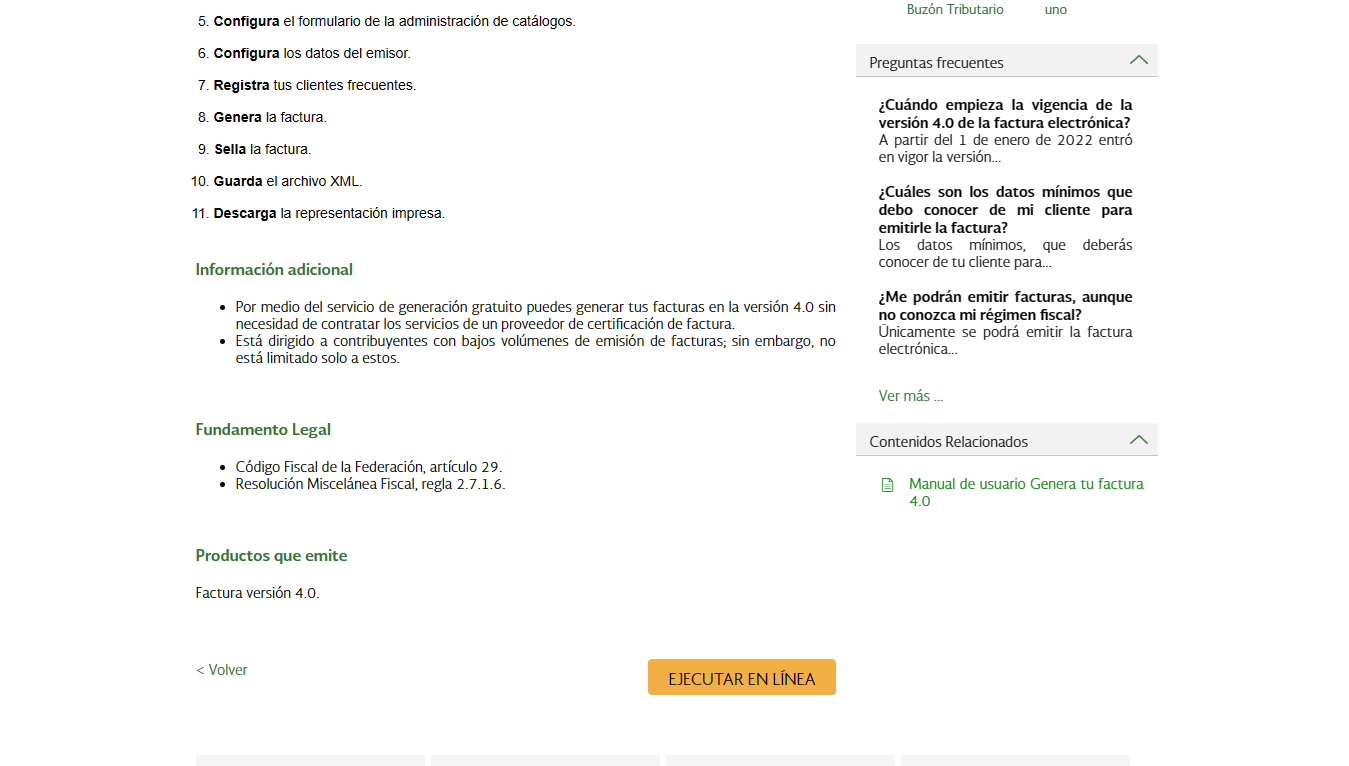 5. Configura el formulario de la administración de catálogos.
6. Configura los datos del emisor.
7. Registra tus clientes frecuentes.
8. Genera la factura.
9. Sella la factura.
10. Guarda el archivo XML.
11. Descarga la representación impresa.
Información adicional
Por medio del servicio de generación gratuito puedes generar tus facturas en la versión 4.0 sin
necesidad de contratar los servicios de un proveedor de certificación de factura.
Está dirigido a contribuyentes con bajos volúmenes de emisión de facturas; sin embargo, no
está limitado solo a estos.
Fundamento Legal
Código Fiscal de la Federación, artículo 29.
Resolución Miscelánea Fiscal, regla 2.7.1.6.
Productos que emite
Factura versión 4.0.
< Volver
EJECUTAR EN LÍNEA
Buzón Tributario
uno
Preguntas frecuentes
¿Cuándo empieza la vigencia de la
versión 4.0 de la factura electrónica?
A partir del 1 de enero de 2022 entró
en vigor la versión...
¿Cuáles son los datos mínimos que
debo conocer de mi cliente para
emitirle la factura?
Los datos mínimos, que deberás
conocer de tu cliente para...
¿Me podrán emitir facturas, aunque
no conozca mi régimen fiscal?
Únicamente se podrá emitir la factura
electrónica...
Ver más ...
Contenidos Relacionados
Manual de usuario Genera tu factura
4.0